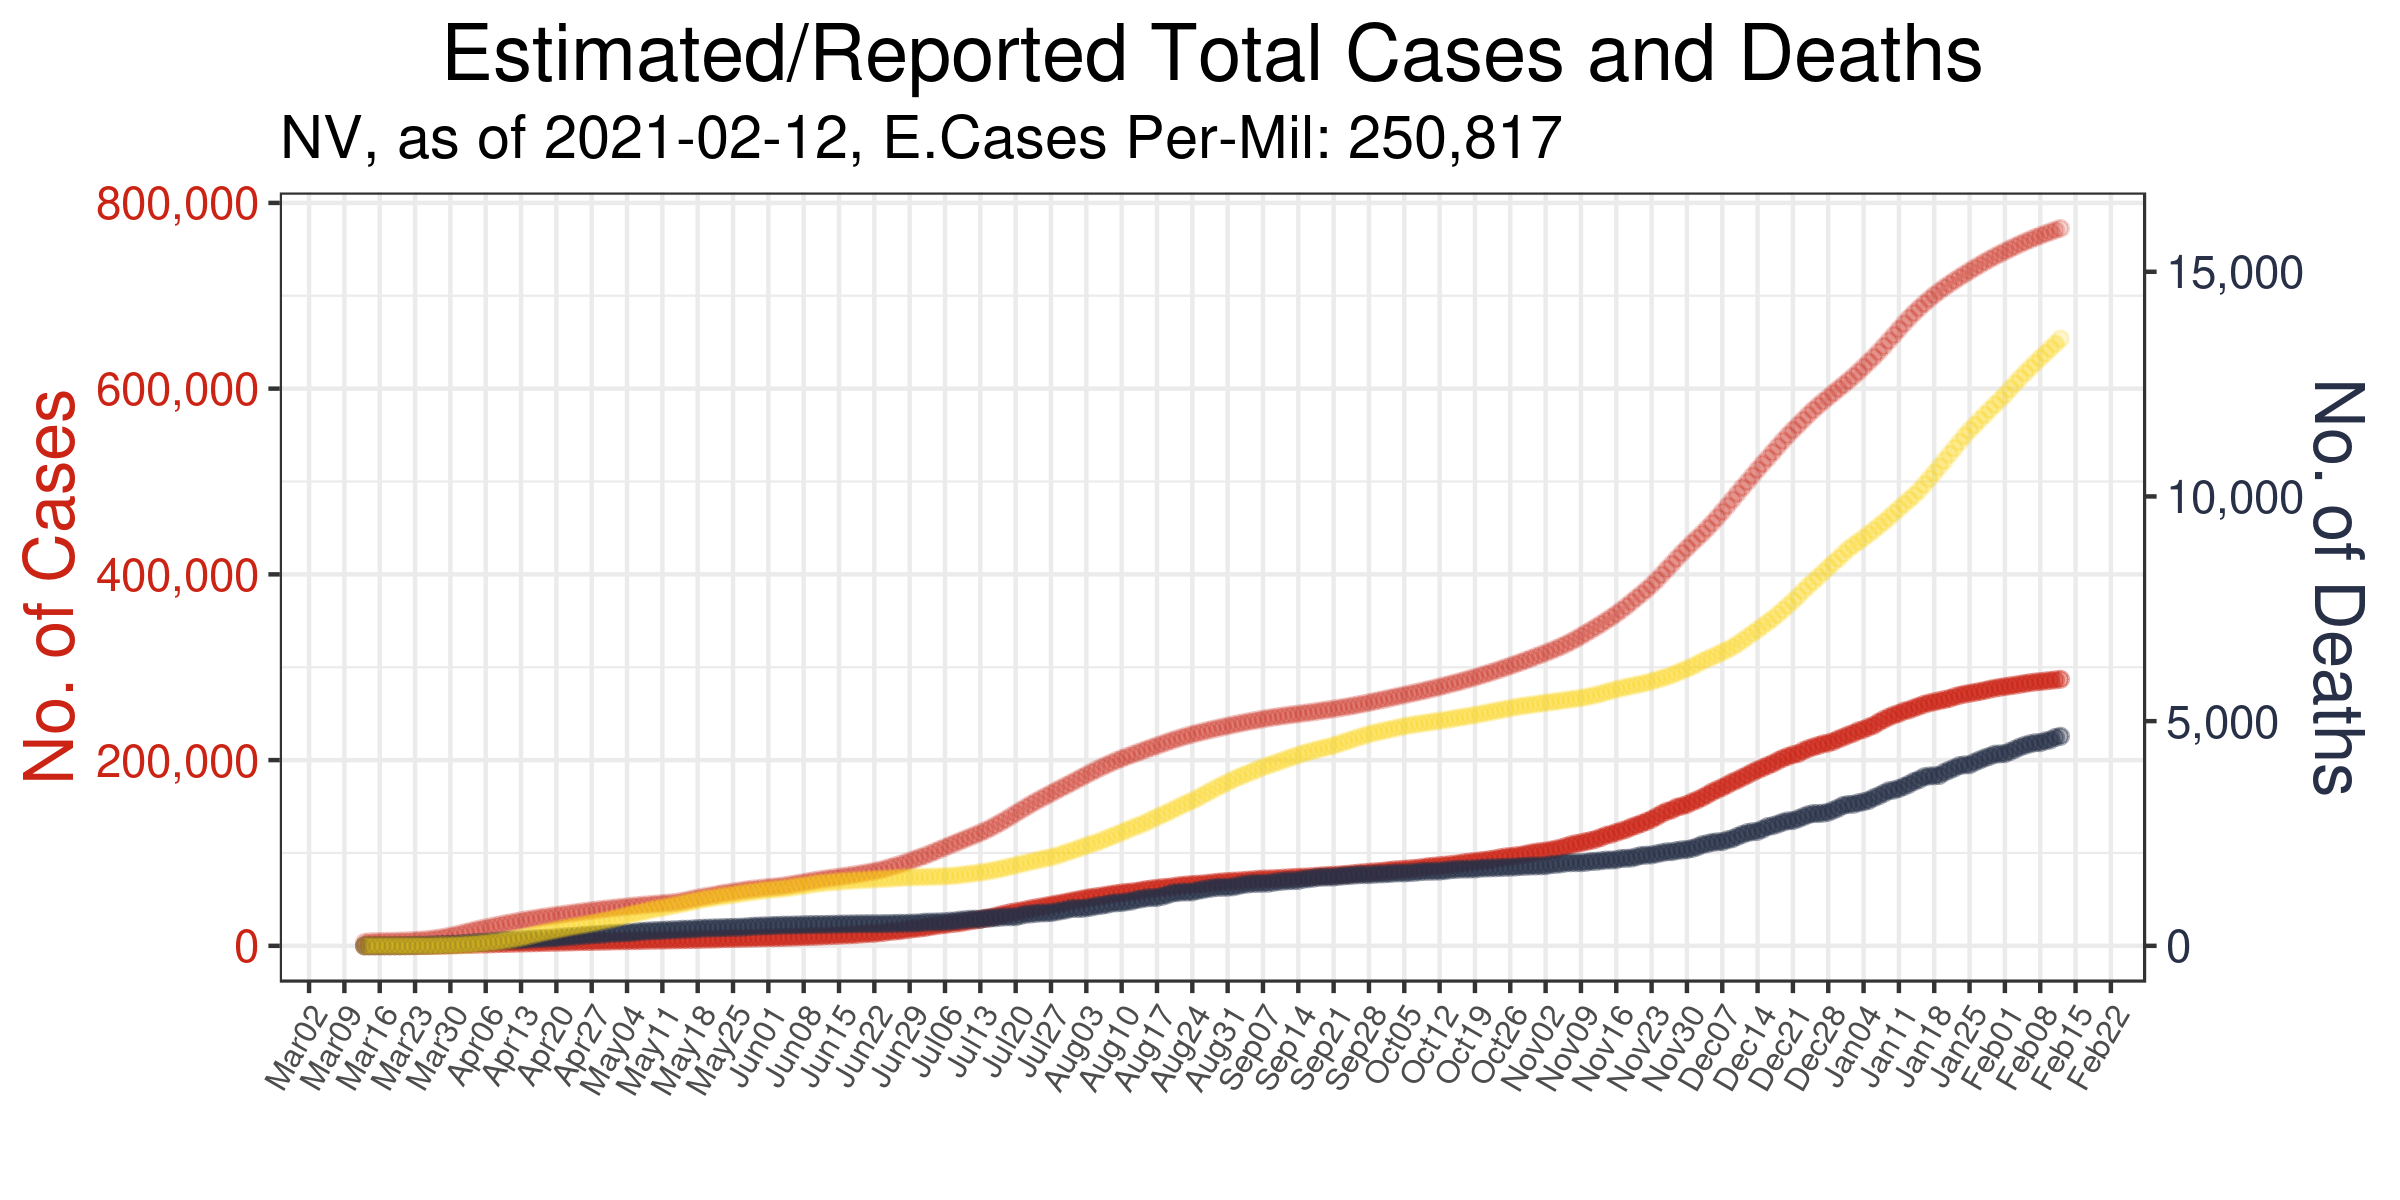 Estimated/Reported Total Cases and Deaths
NV, as of 2021-02-12, E.Cases Per-Mil: 250,817
No. of Cases
800,000
600,000
400,000
200,000
0
15,000
10,000
5,000
0
No. of Deaths
Mar02
Mar09
Mar16
Mar23
Mar30
Apr06
Apr13
Apr20
Apr27
May04
May11
May18
May25
Jun01
Jun08
Jun15
Jun22
Jun29
Jul06
Jul13
Jul20
Jul27
Aug03
Aug10
Aug17
Aug24
Aug31
Sep07
Sep14
Sep21
Sep28
Oct05
Oct12
Oct19
Oct26
Nov02
Nov09
Nov16
Nov23
Nov30
Dec07
Dec14
Dec21
Dec28
Jan04
Jan11
Jan18
Jan25
Feb01
Feb08
Feb15
Feb22